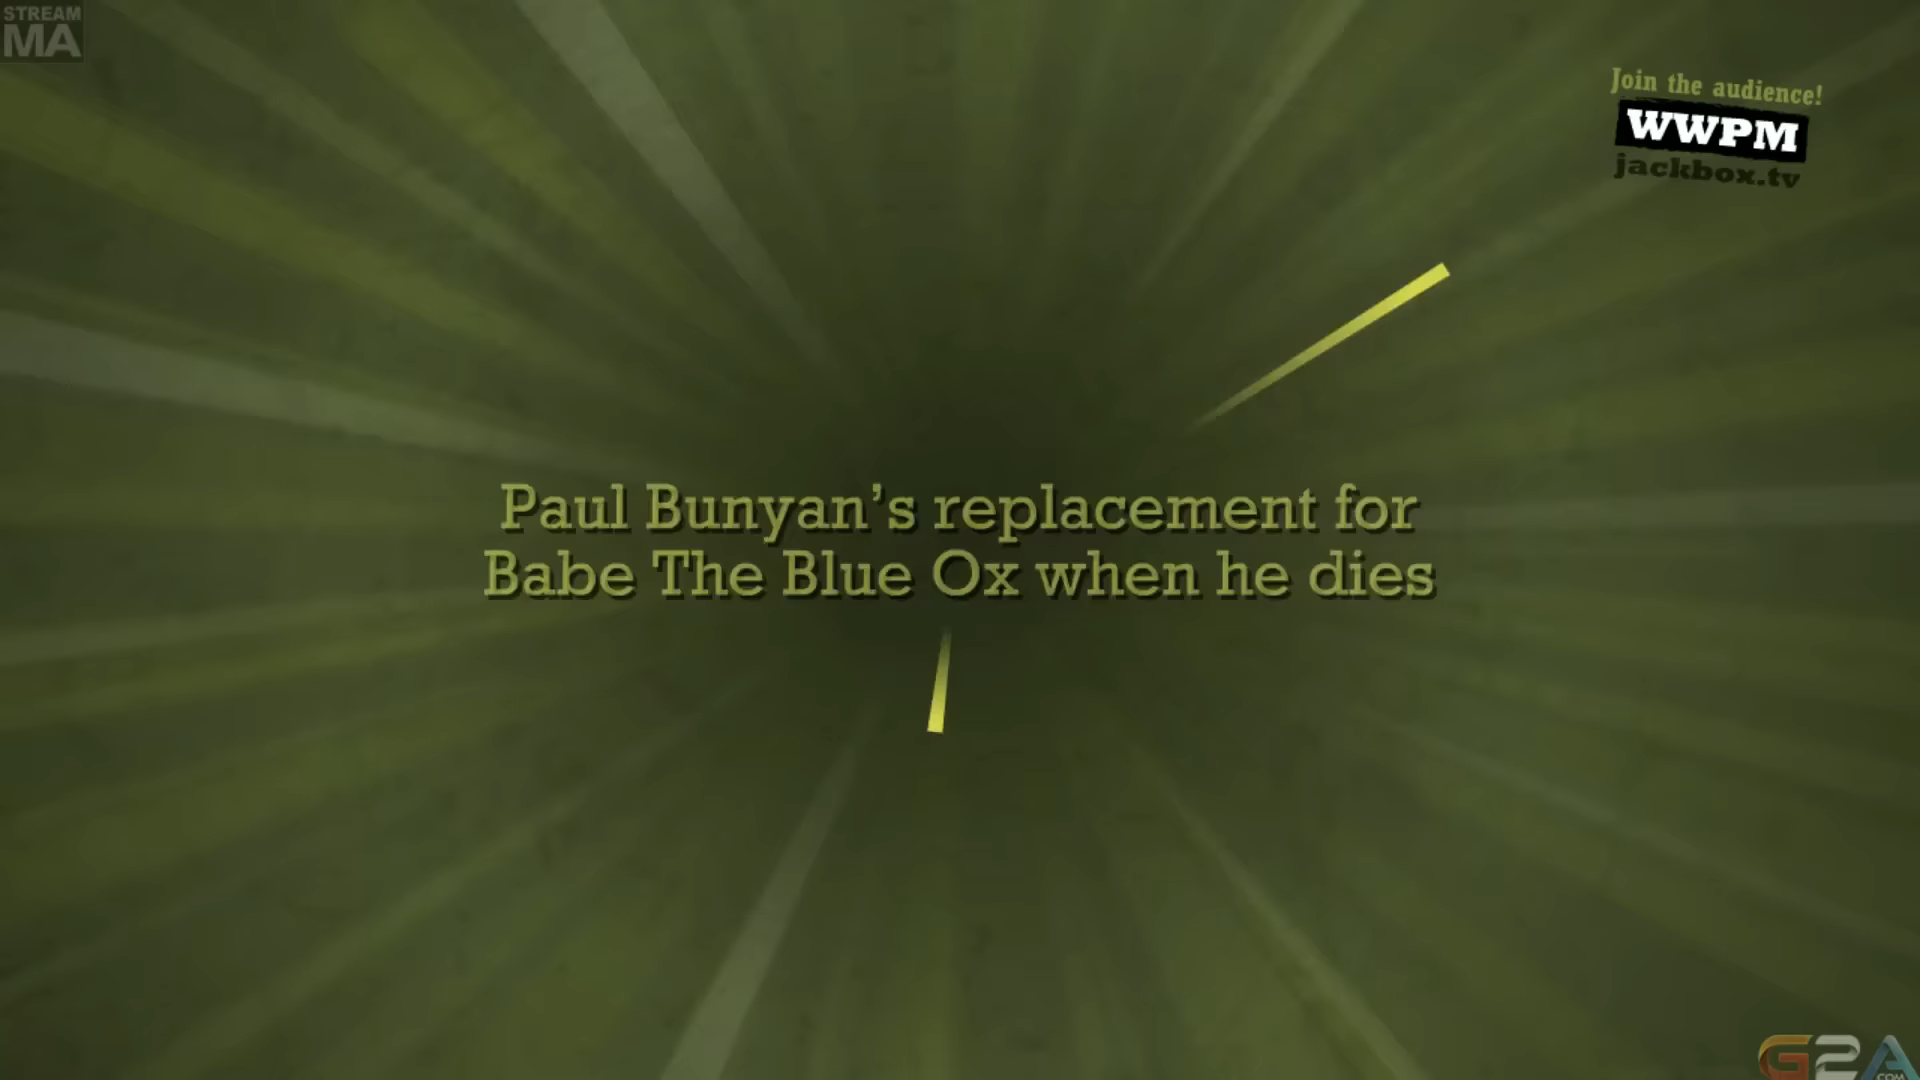 STREAM
MA
Join the audience!
WWPM
jackbox.tv
Paul Bunyan's replacement for
Babe The Blue Ox when he dies
G2A
.COM